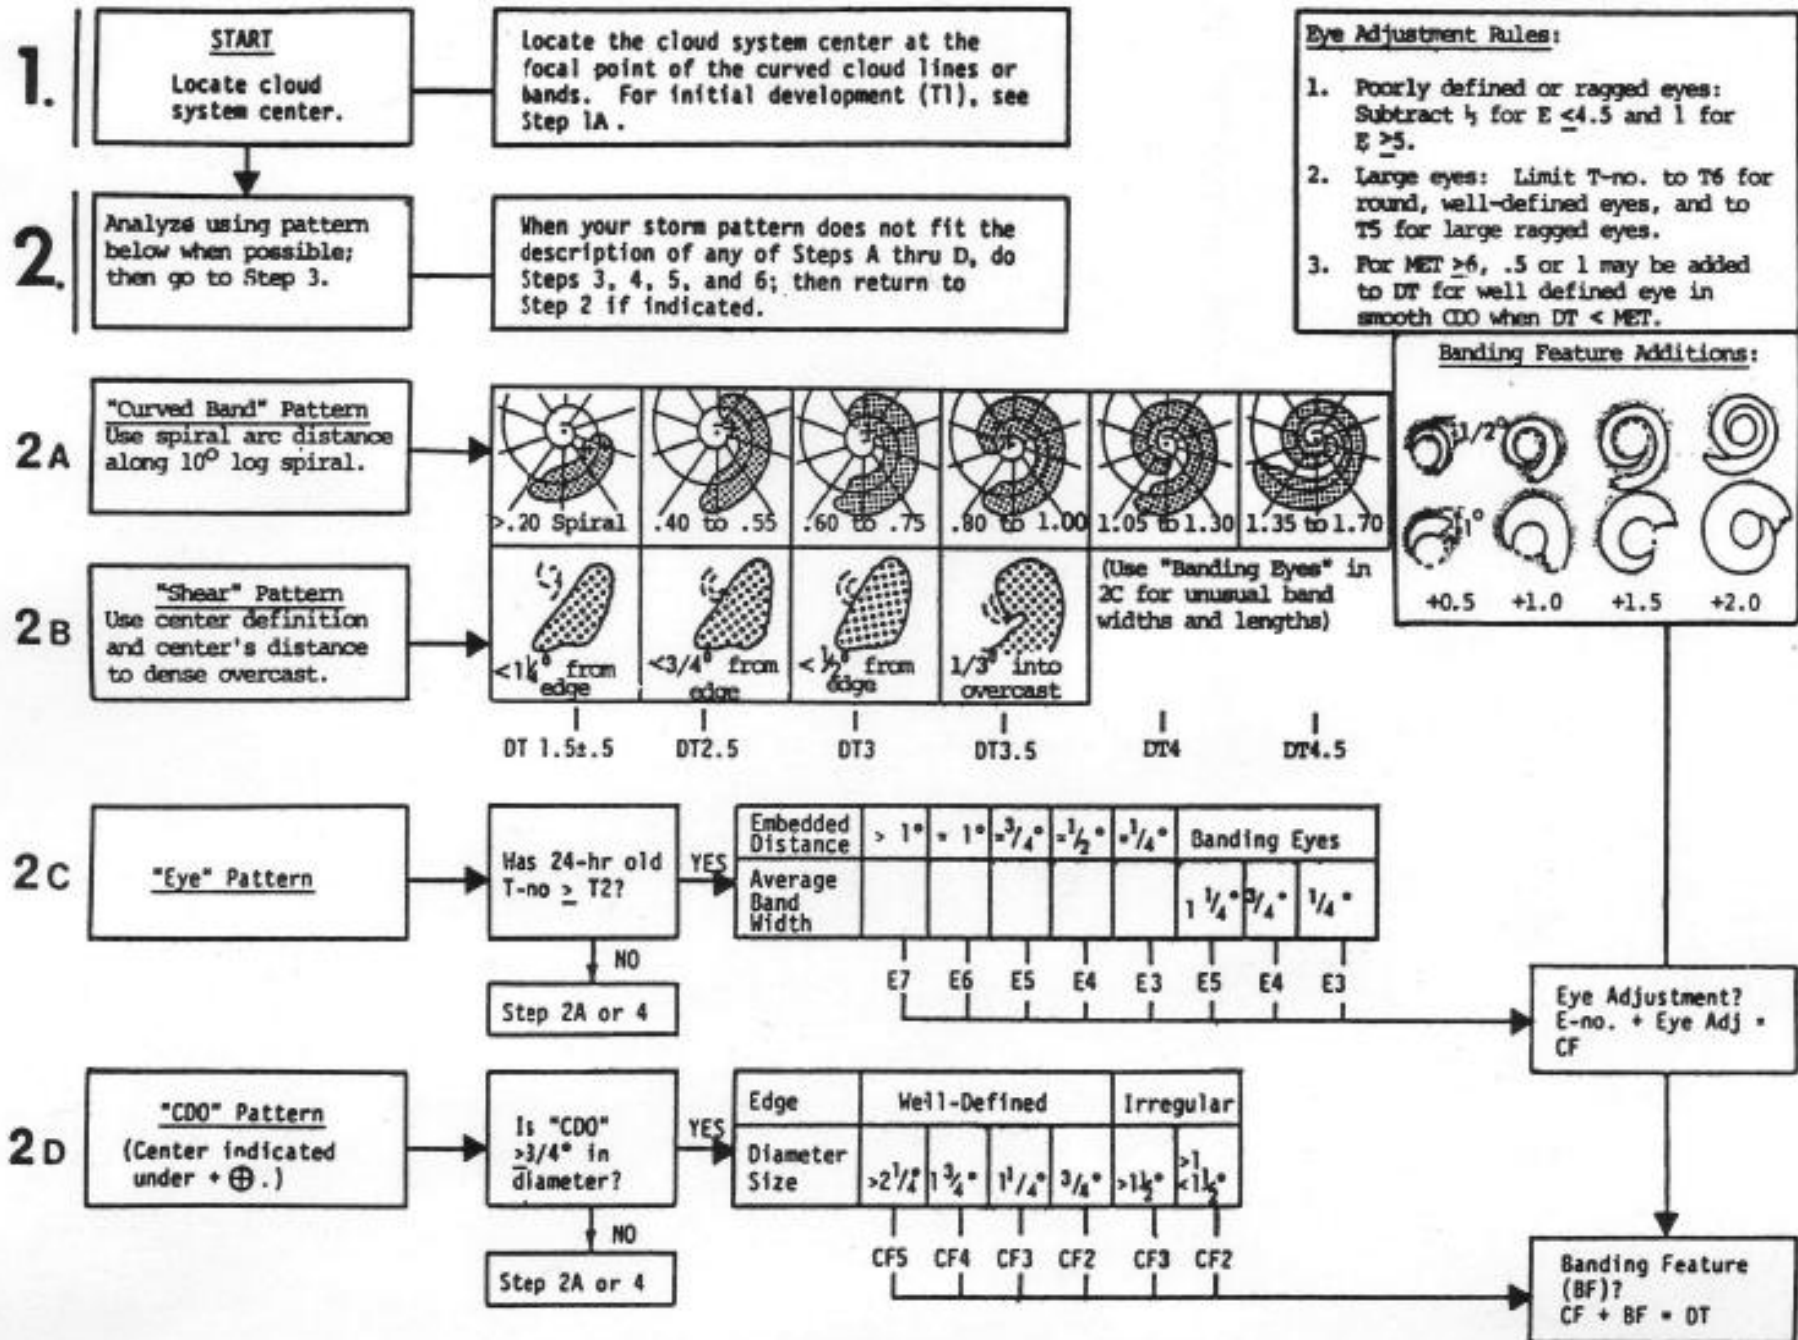 1.
START
Locate cloud
system center.
Locate the cloud system center at the
focal point of the curved cloud lines or
bands. For initial development (T1), see
Step 1A.
2.
Analyze using pattern
below when possible;
then go to Step 3.
When your storm pattern does not fit the
description of any of Steps A thru D, do
Steps 3, 4, 5, and 6; then return to
Step 2 if indicated.
Eye Adjustment Rules:
1. Poorly defined or ragged eyes:
Subtract ½ for E ≤4.5 and 1 for
E ≥5.
2. Large eyes: Limit T-no. to T6 for
round, well-defined eyes, and to
T5 for large ragged eyes.
3. For MET ≥6, .5 or 1 may be added
to DT for well defined eye in
smooth CDO when DT < MET.
Banding Feature Additions:
1/2°
1°
+0.5 +1.0 +1.5 +2.0
2A
"Curved Band" Pattern
Use spiral arc distance
along 10° log spiral.
>.20 Spiral .40 to .55 .60 to .75 .80 to 1.00 1.05 to 1.30 1.35 to 1.70
2B
"Shear" Pattern
Use center definition
and center's distance
to dense overcast.
<1¼° from
edge
<3/4° from
edge
<½° from
edge
1/3° into
overcast
(Use "Banding Eyes" in
2C for unusual band
widths and lengths)
DT 1.5±.5 DT2.5 DT3 DT3.5 DT4 DT4.5
2C
"Eye" Pattern
Was 24-hr old
T-no ≥ T2?
YES
NO
Step 2A or 4
Embedded
Distance
> 1° = 1° =3/4° =1/2° =1/4° Banding Eyes
Average
Band
Width
1 1/4° 3/4° 1/4°
E7 E6 E5 E4 E3 E5 E4 E3
Eye Adjustment?
E-no. + Eye Adj =
CF
2D
"CDO" Pattern
(Center indicated
under + ⊕.)
Is "CDO"
≥3/4° in
diameter?
YES
NO
Step 2A or 4
Edge Well-Defined Irregular
Diameter
Size
>2 1/4° 1 3/4° 1 1/4° 3/4° >1½° >1
<1½°
CF5 CF4 CF3 CF2 CF3 CF2
Banding Feature
(BF)?
CF + BF = DT